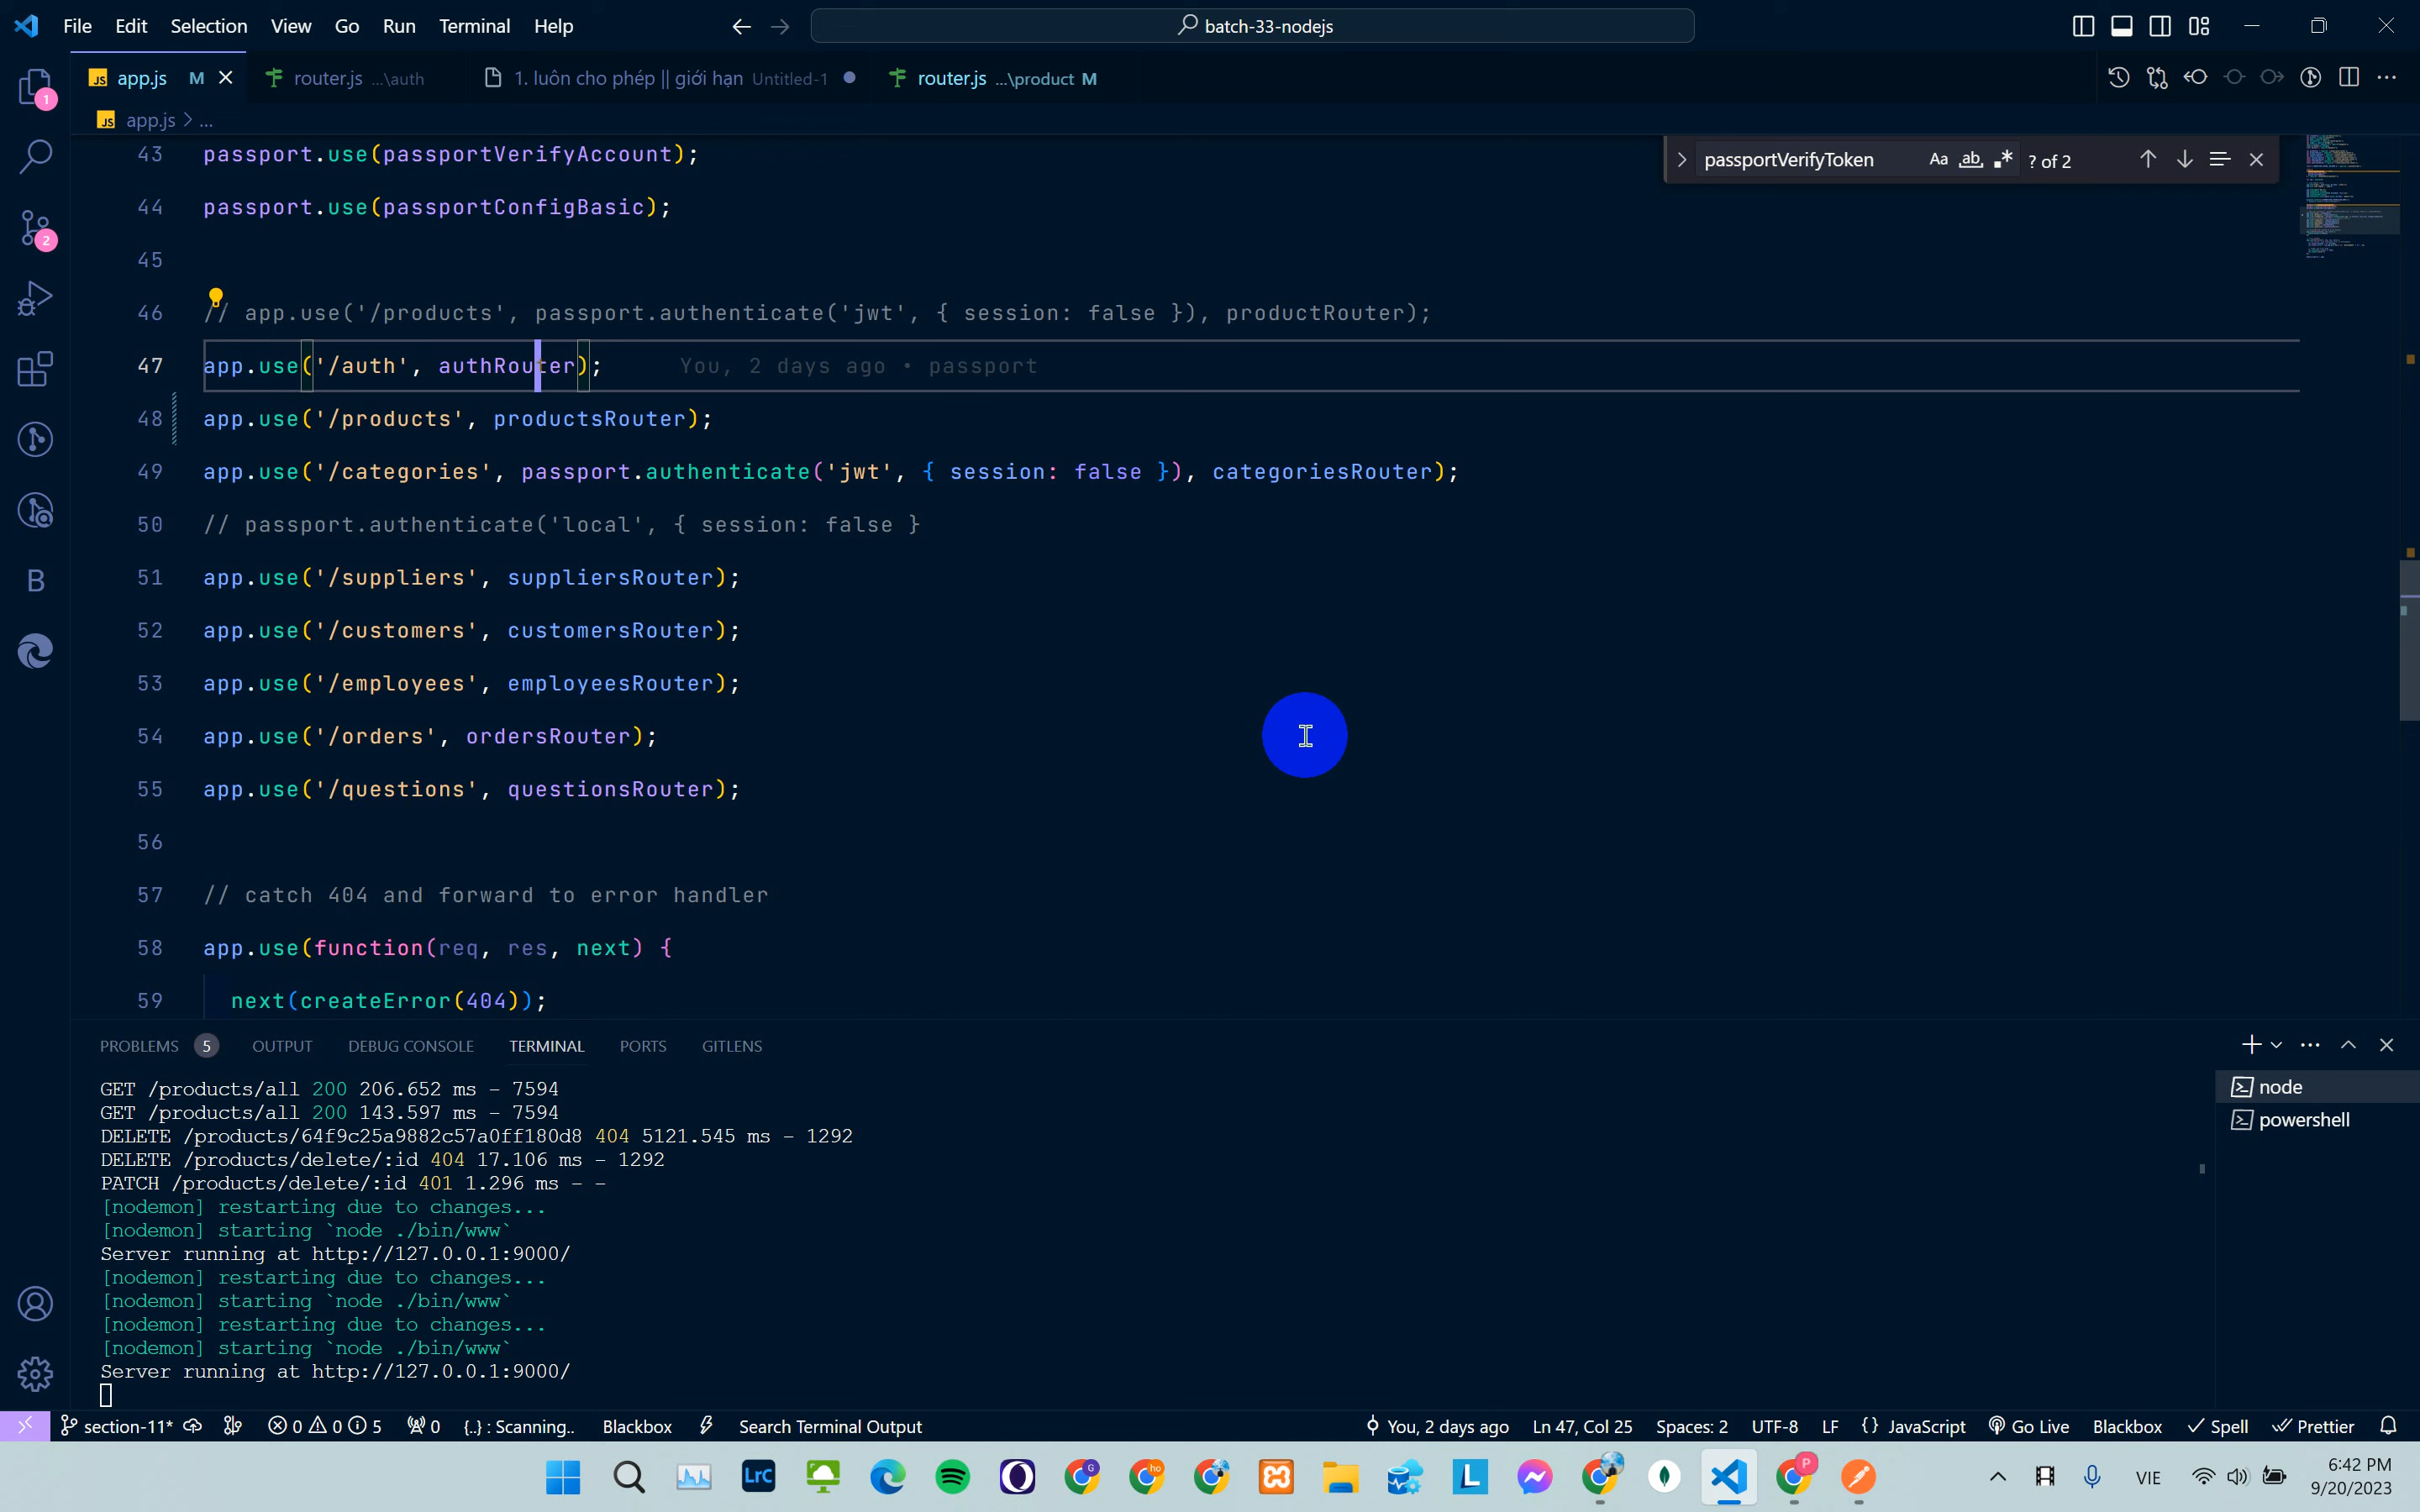 File Edit Selection View Go Run Terminal Help
batch-33-nodejs
JS app.js M
router.js ...\auth
1. luôn cho phép || giới hạn Untitled-1
router.js ...\product M
JS app.js > ...
passportVerifyToken Aa ab ? of 2
43 passport.use(passportVerifyAccount);
44 passport.use(passportConfigBasic);
45
46 // app.use('/products', passport.authenticate('jwt', { session: false }), productRouter);
47 app.use('/auth', authRouter); You, 2 days ago • passport
48 app.use('/products', productsRouter);
49 app.use('/categories', passport.authenticate('jwt', { session: false }), categoriesRouter);
50 // passport.authenticate('local', { session: false }
51 app.use('/suppliers', suppliersRouter);
52 app.use('/customers', customersRouter);
53 app.use('/employees', employeesRouter);
54 app.use('/orders', ordersRouter);
55 app.use('/questions', questionsRouter);
56
57 // catch 404 and forward to error handler
58 app.use(function(req, res, next) {
59 next(createError(404));
1
2
B
PROBLEMS 5 OUTPUT DEBUG CONSOLE TERMINAL PORTS GITLENS
GET /products/all 200 206.652 ms - 7594
GET /products/all 200 143.597 ms - 7594
DELETE /products/64f9c25a9882c57a0ff180d8 404 5121.545 ms - 1292
DELETE /products/delete/:id 404 17.106 ms - 1292
PATCH /products/delete/:id 401 1.296 ms - -
[nodemon] restarting due to changes...
[nodemon] starting `node ./bin/www`
Server running at http://127.0.0.1:9000/
[nodemon] restarting due to changes...
[nodemon] starting `node ./bin/www`
[nodemon] restarting due to changes...
[nodemon] starting `node ./bin/www`
Server running at http://127.0.0.1:9000/
node
powershell
section-11* 0 0 5 0 {..} : Scanning.. Blackbox Search Terminal Output You, 2 days ago Ln 47, Col 25 Spaces: 2 UTF-8 LF {} JavaScript Go Live Blackbox Spell Prettier
LrC G ho L P VIE 6:42 PM
9/20/2023